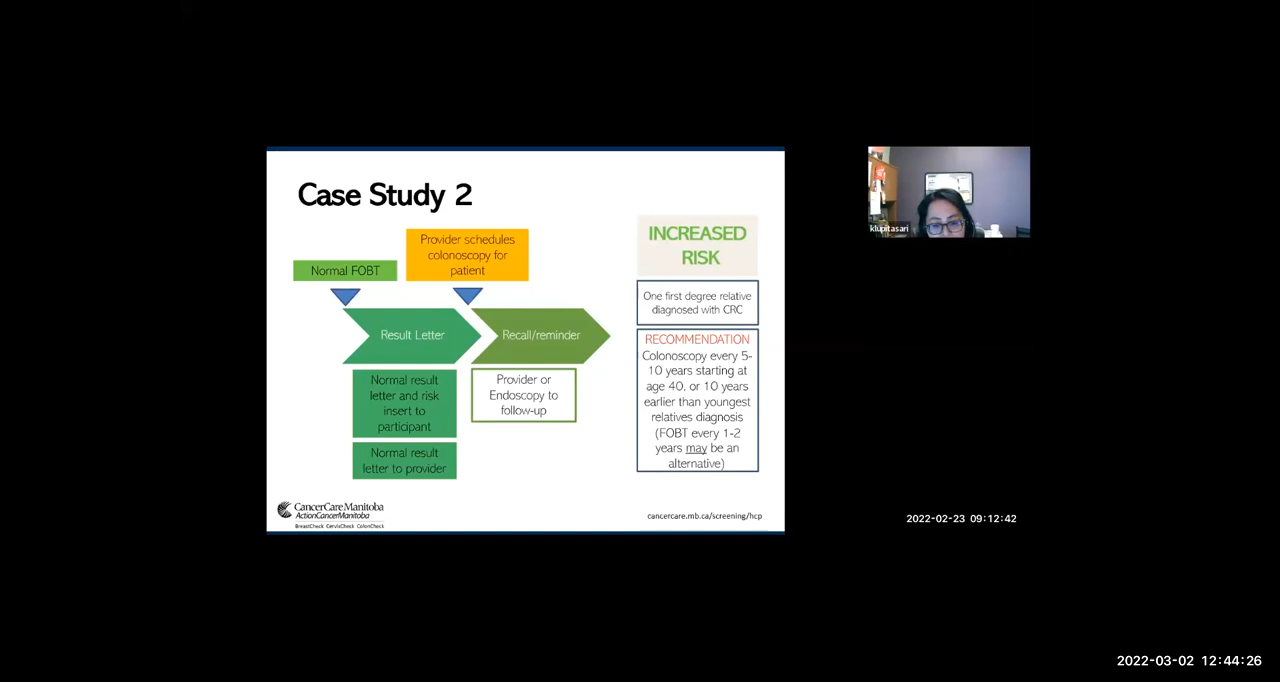 Case Study 2
Normal FOBT
Provider schedules
colonoscopy for
patient
Result Letter
Recall/reminder
Normal result
letter and risk
insert to
participant
Normal result
letter to provider
Provider or
Endoscopy to
follow-up
INCREASED
RISK
One first degree relative
diagnosed with CRC
RECOMMENDATION
Colonoscopy every 5-
10 years starting at
age 40, or 10 years
earlier than youngest
relatives diagnosis
(FOBT every 1-2
years may be an
alternative)
CancerCare Manitoba
ActionCancerManitoba
BreastCheck CervixCheck ColonCheck
cancercare.mb.ca/screening/hcp
klupitasari
2022-02-23 09:12:42
2022-03-02 12:44:26